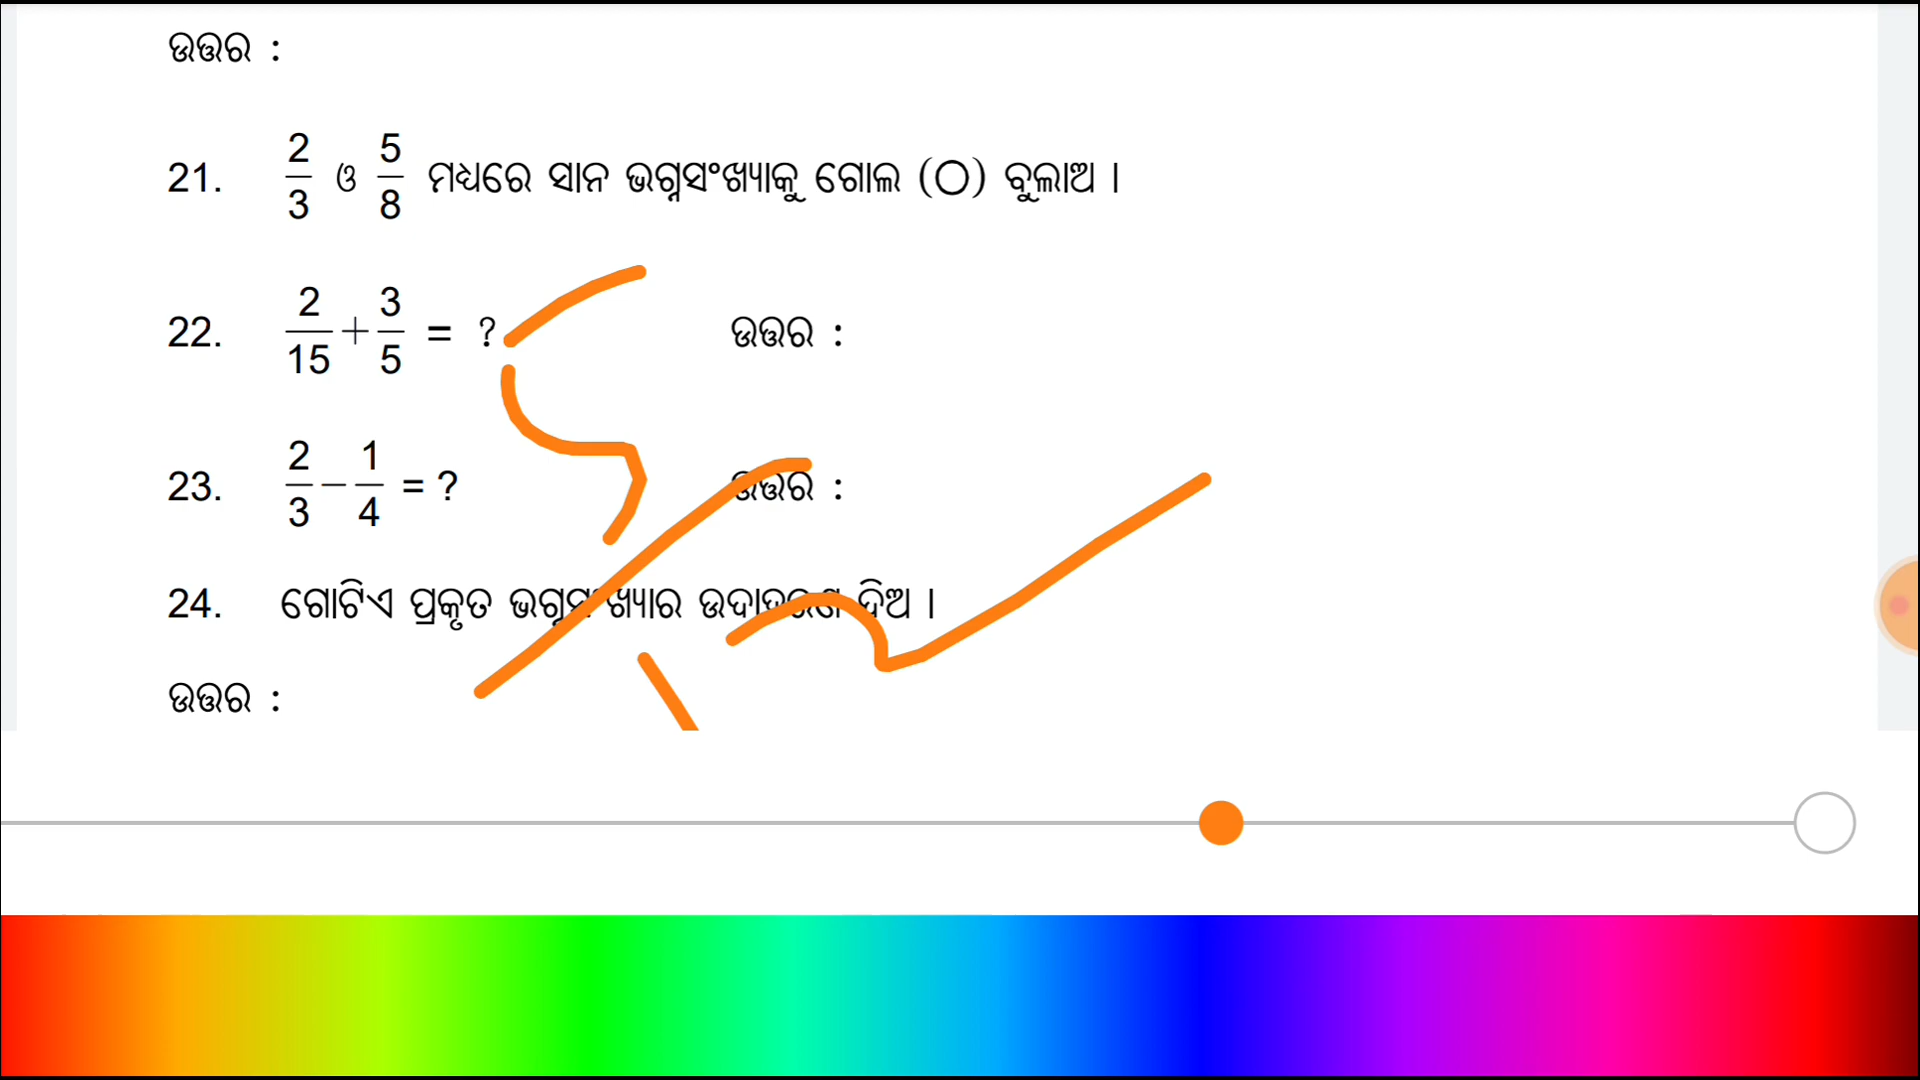 ଉତ୍ତର :
21. 2/3 ଓ 5/8 ମଧ୍ୟରେ ସାନ ଭଗ୍ନସଂଖ୍ୟାକୁ ଗୋଲ (O) ବୁଲାଅ ।
22. 2/15 + 3/5 = ? ଉତ୍ତର :
23. 2/3 − 1/4 = ? ଉତ୍ତର :
24. ଗୋଟିଏ ପ୍ରକୃତ ଭଗ୍ନସଂଖ୍ୟାର ଉଦାହରଣ ଦିଅ ।
ଉତ୍ତର :